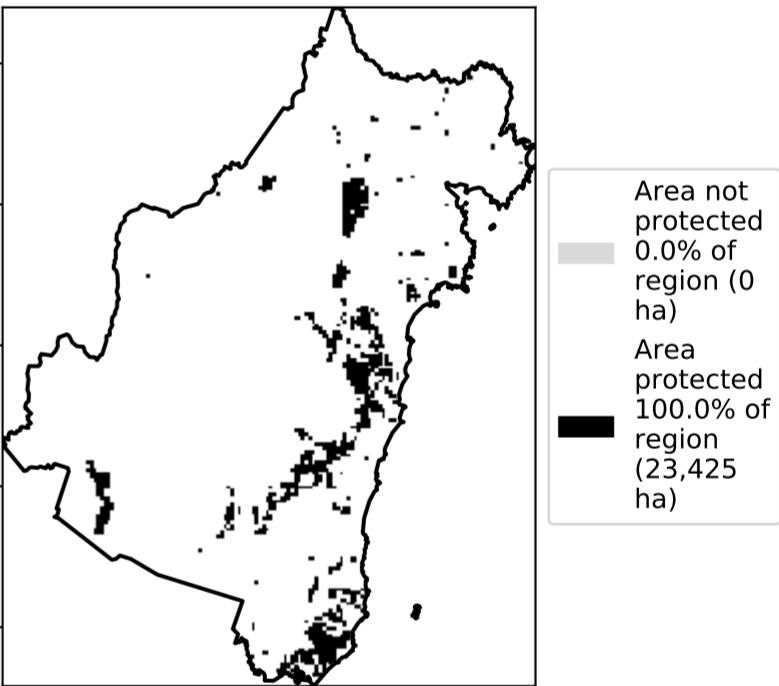 Area not
protected
0.0% of
region (0
ha)
Area
protected
100.0% of
region
(23,425
ha)